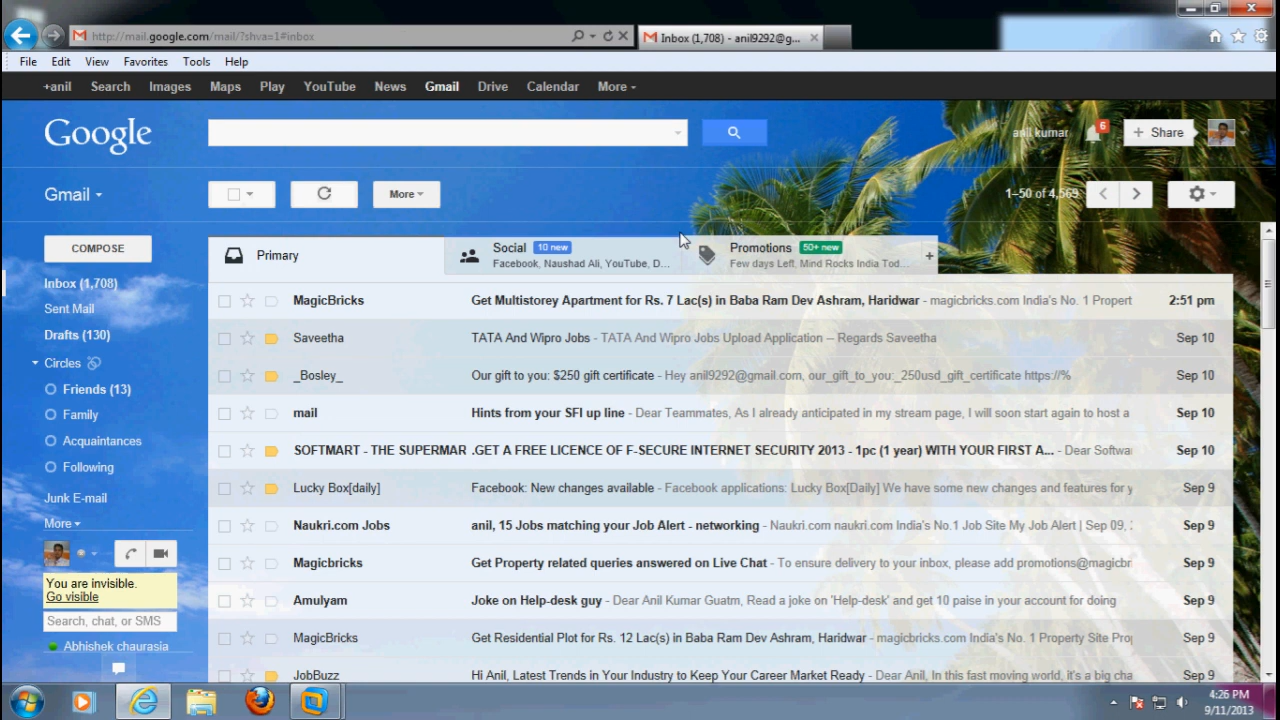 http://mail.google.com/mail/?shva=1#inbox
Inbox (1,708) - anil9292@g...
File Edit View Favorites Tools Help
+anil Search Images Maps Play YouTube News Gmail Drive Calendar More
Google
anil kumar 6 + Share
Gmail
More
1–50 of 4,569
COMPOSE
Primary
Social 10 new
Facebook, Naushad Ali, YouTube, D...
Promotions 50+ new
Few days Left, Mind Rocks India Tod...
+
Inbox (1,708)
Sent Mail
Drafts (130)
Circles
Friends (13)
Family
Acquaintances
Following
Junk E-mail
More
You are invisible.
Go visible
Search, chat, or SMS
Abhishek chaurasia
MagicBricks Get Multistorey Apartment for Rs. 7 Lac(s) in Baba Ram Dev Ashram, Haridwar - magicbricks.com India's No. 1 Propert 2:51 pm
Saveetha TATA And Wipro Jobs - TATA And Wipro Jobs Upload Application -- Regards Saveetha Sep 10
_Bosley_ Our gift to you: $250 gift certificate - Hey anil9292@gmail.com, our_gift_to_you:_250usd_gift_certificate https://% Sep 10
mail Hints from your SFI up line - Dear Teammates, As I already anticipated in my stream page, I will soon start again to host a Sep 10
SOFTMART - THE SUPERMAR. .GET A FREE LICENCE OF F-SECURE INTERNET SECURITY 2013 - 1pc (1 year) WITH YOUR FIRST A... - Dear Softwa Sep 10
Lucky Box[daily] Facebook: New changes available - Facebook applications: Lucky Box[Daily] We have some new changes and features for y Sep 9
Naukri.com Jobs anil, 15 Jobs matching your Job Alert - networking - Naukri.com naukri.com India's No.1 Job Site My Job Alert | Sep 09, Sep 9
Magicbricks Get Property related queries answered on Live Chat - To ensure delivery to your inbox, please add promotions@magicbr Sep 9
Amulyam Joke on Help-desk guy - Dear Anil Kumar Guatm, Read a joke on 'Help-desk' and get 10 paise in your account for doing Sep 9
MagicBricks Get Residential Plot for Rs. 12 Lac(s) in Baba Ram Dev Ashram, Haridwar - magicbricks.com India's No. 1 Property Site Prop Sep 9
JobBuzz Hi Anil, Latest Trends in Your Industry to Keep Your Career Market Ready - Dear Anil, In this fast moving world, it's a big cha Sep 9
4:26 PM
9/11/2013